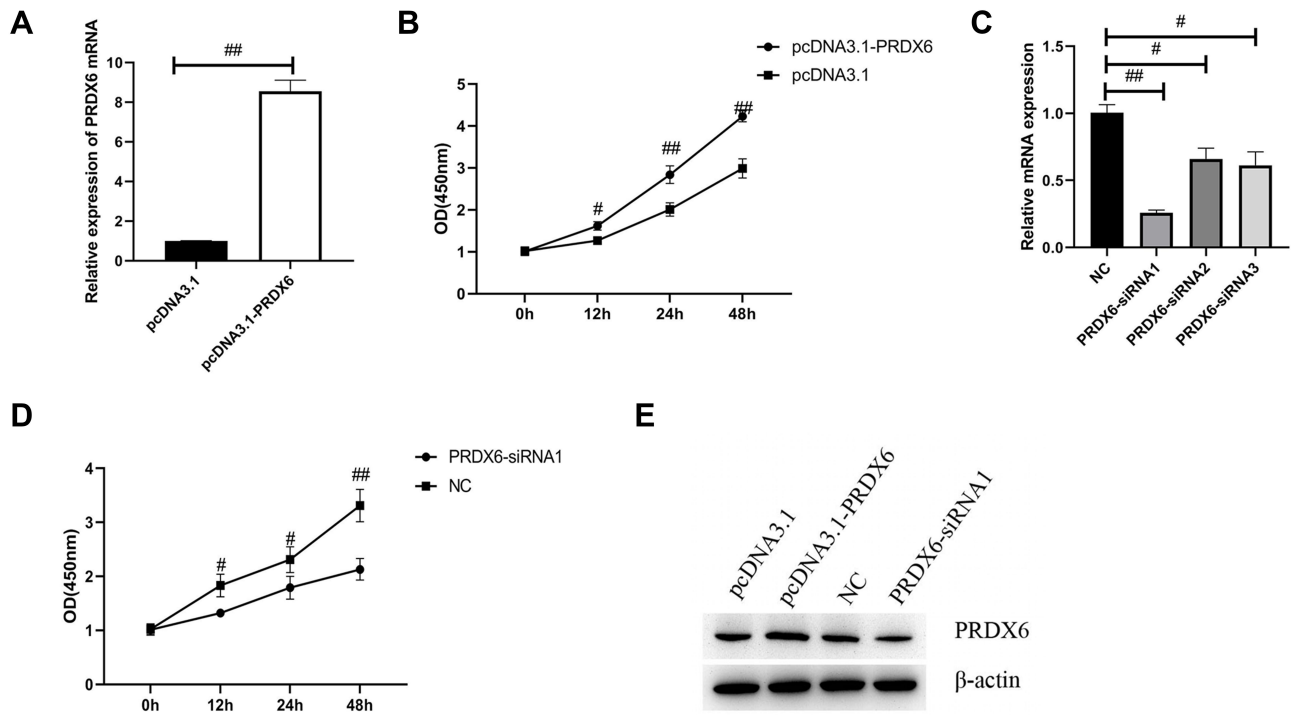 A
Relative expression of PRDX6 mRNA
##
10
8
6
4
2
0
pcDNA3.1
pcDNA3.1-PRDX6
B
pcDNA3.1-PRDX6
pcDNA3.1
OD(450nm)
5
4
3
2
1
0
#
##
##
0h
12h
24h
48h
C
Relative mRNA expression
#
#
##
1.5
1.0
0.5
0.0
NC
PRDX6-siRNA1
PRDX6-siRNA2
PRDX6-siRNA3
D
PRDX6-siRNA1
NC
OD(450nm)
4
3
2
1
0
#
#
##
0h
12h
24h
48h
E
pcDNA3.1
pcDNA3.1-PRDX6
NC
PRDX6-siRNA1
PRDX6
β-actin